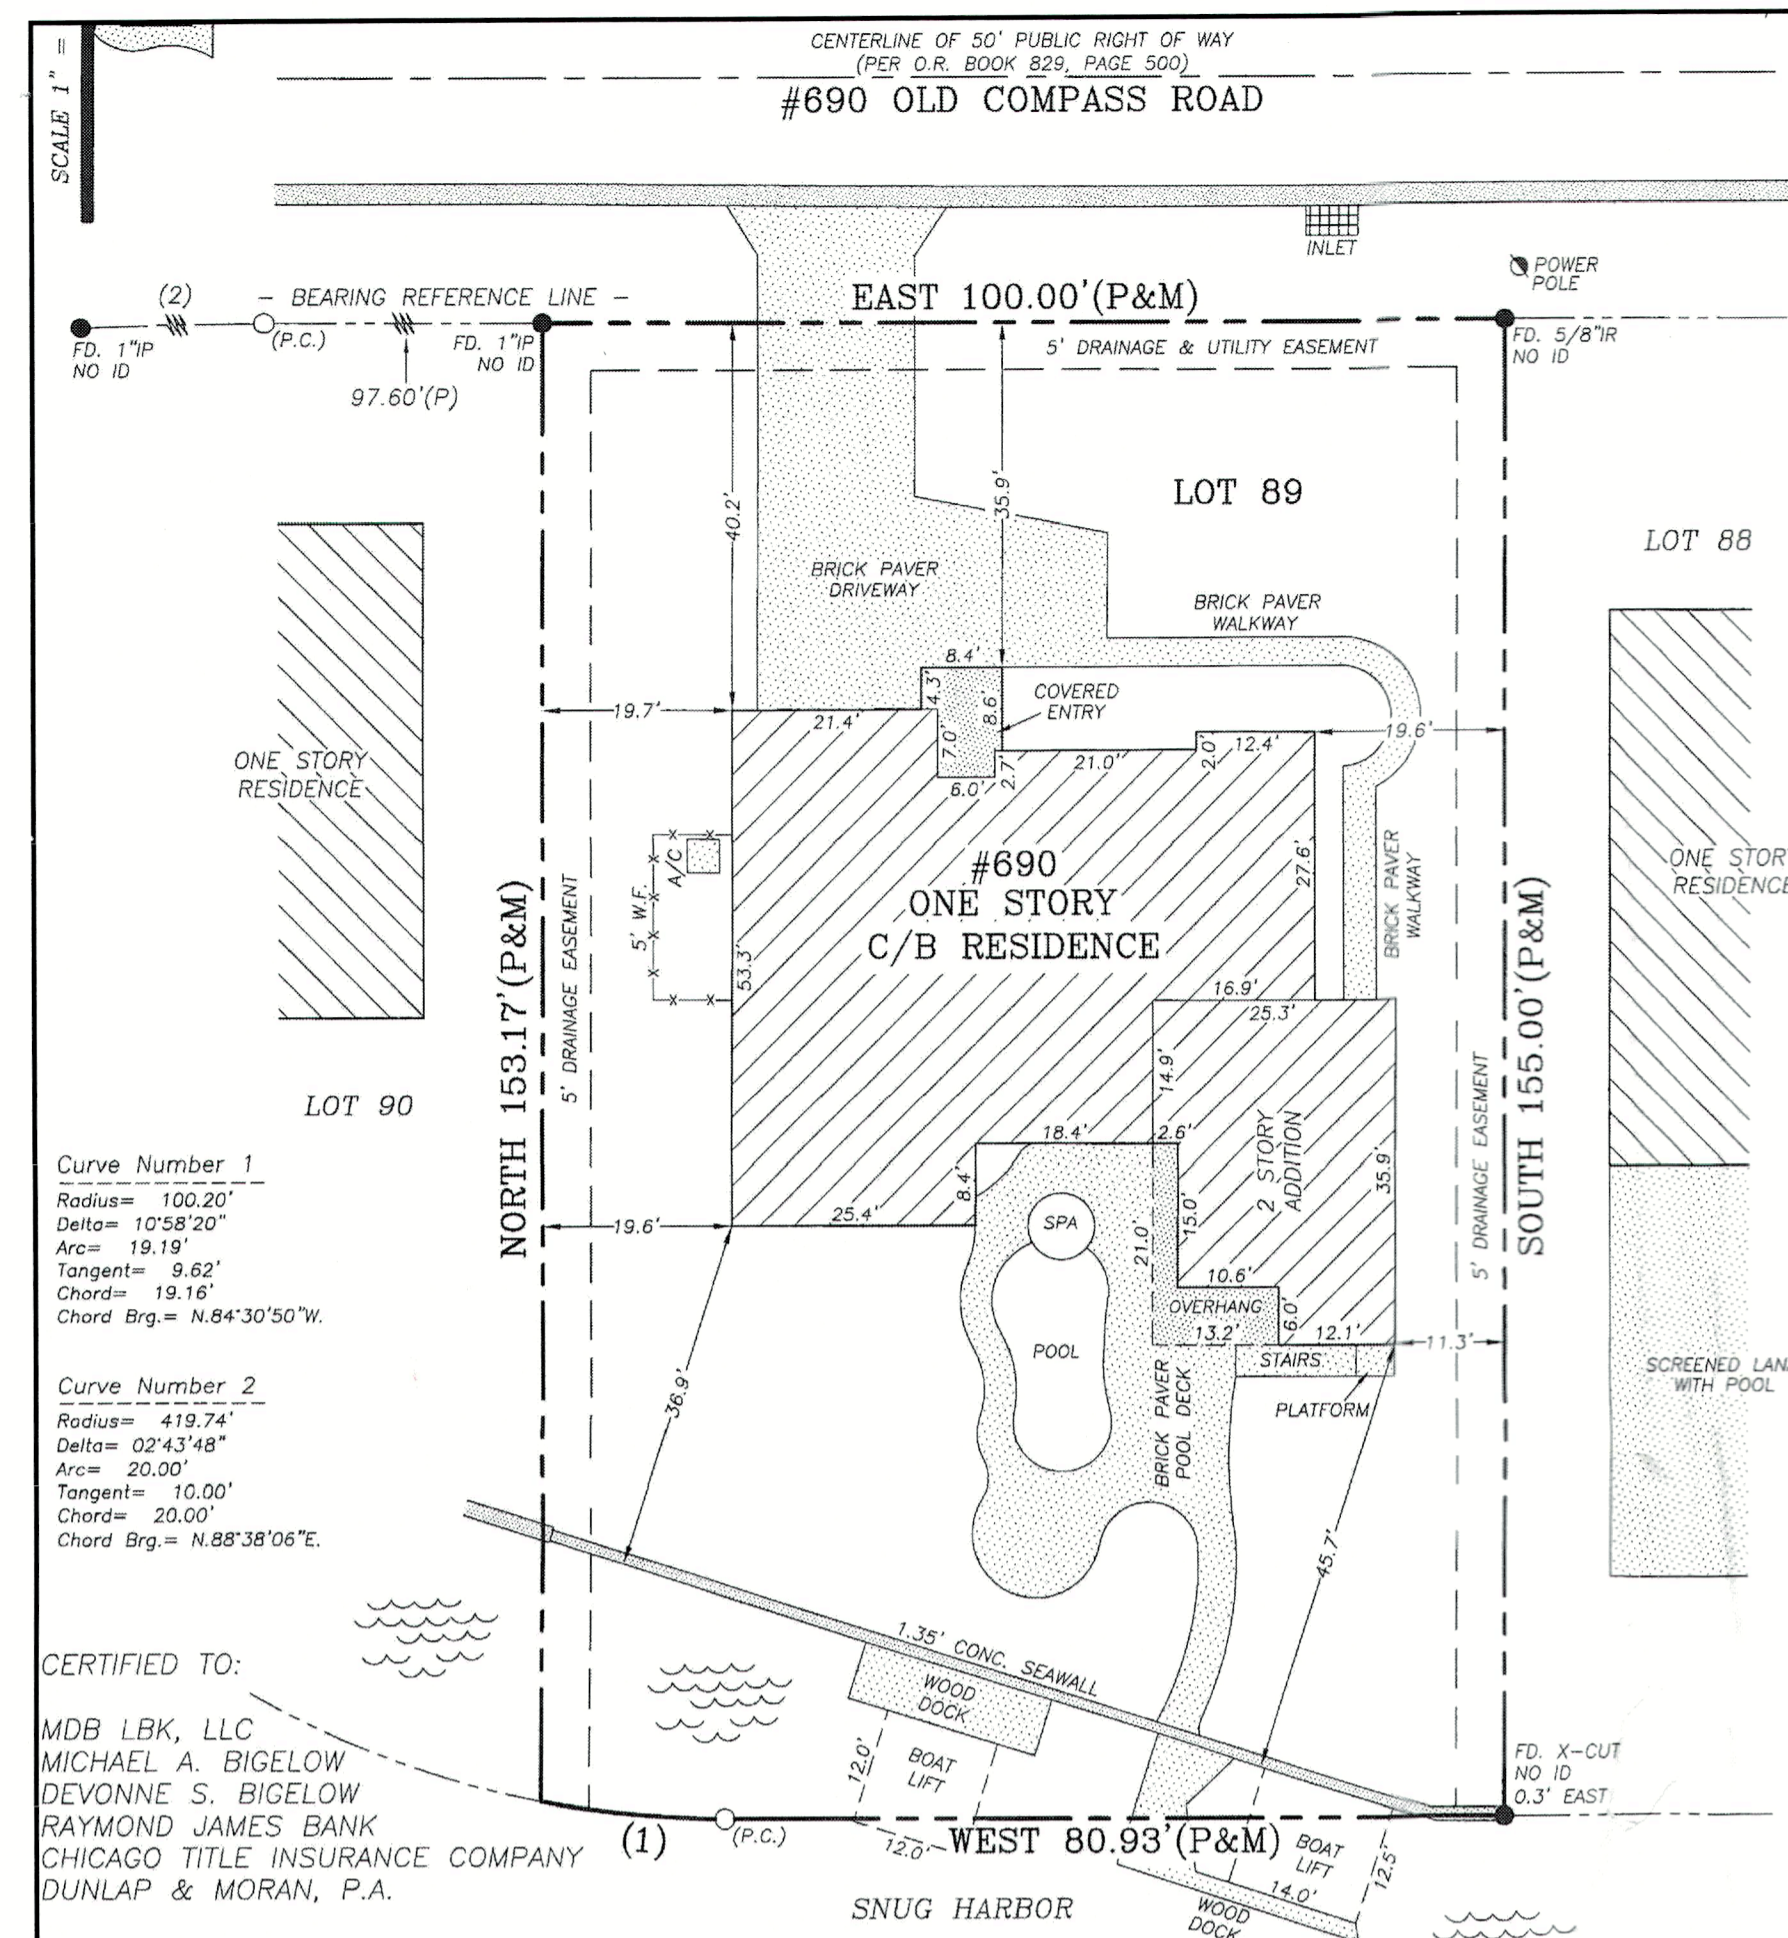 SCALE 1" =
CENTERLINE OF 50' PUBLIC RIGHT OF WAY
(PER O.R. BOOK 829, PAGE 500)
#690 OLD COMPASS ROAD
INLET
POWER
POLE
(2)
- BEARING REFERENCE LINE -
EAST 100.00'(P&M)
(P.C.)
FD. 1"IP
NO ID
FD. 1"IP
NO ID
97.60'(P)
5' DRAINAGE & UTILITY EASEMENT
FD. 5/8"IR
NO ID
40.2'
35.9'
LOT 89
LOT 88
BRICK PAVER
DRIVEWAY
BRICK PAVER
WALKWAY
8.4'
4.3'
8.6'
COVERED
ENTRY
19.7'
21.4'
7.0'
6.0'
2.7'
21.0'
2.0'
12.4'
19.6'
ONE STORY
RESIDENCE
A/C
5' W.F.
53.3'
#690
ONE STORY
C/B RESIDENCE
27.6'
BRICK PAVER
WALKWAY
ONE STOR
RESIDENCE
NORTH 153.17'(P&M)
5' DRAINAGE EASEMENT
16.9'
25.3'
14.9'
SOUTH 155.00'(P&M)
5' DRAINAGE EASEMENT
LOT 90
18.4'
2.6'
2 STORY
ADDITION
35.9'
8.4'
25.4'
19.6'
SPA
21.0'
15.0'
10.6'
OVERHANG
6.0'
13.2'
12.1'
11.3'
POOL
STAIRS
PLATFORM
BRICK PAVER
POOL DECK
SCREENED LAN
WITH POOL
36.9'
45.7'
Curve Number 1
Radius= 100.20'
Delta= 10°58'20"
Arc= 19.19'
Tangent= 9.62'
Chord= 19.16'
Chord Brg.= N.84°30'50"W.
Curve Number 2
Radius= 419.74'
Delta= 02°43'48"
Arc= 20.00'
Tangent= 10.00'
Chord= 20.00'
Chord Brg.= N.88°38'06"E.
1.35' CONC. SEAWALL
WOOD
DOCK
12.0'
BOAT
LIFT
12.0'
FD. X-CUT
NO ID
0.3' EAST
CERTIFIED TO:
MDB LBK, LLC
MICHAEL A. BIGELOW
DEVONNE S. BIGELOW
RAYMOND JAMES BANK
CHICAGO TITLE INSURANCE COMPANY
DUNLAP & MORAN, P.A.
(1)
(P.C.)
WEST 80.93'(P&M)
BOAT
LIFT
12.5'
14.0'
WOOD
DOCK
SNUG HARBOR